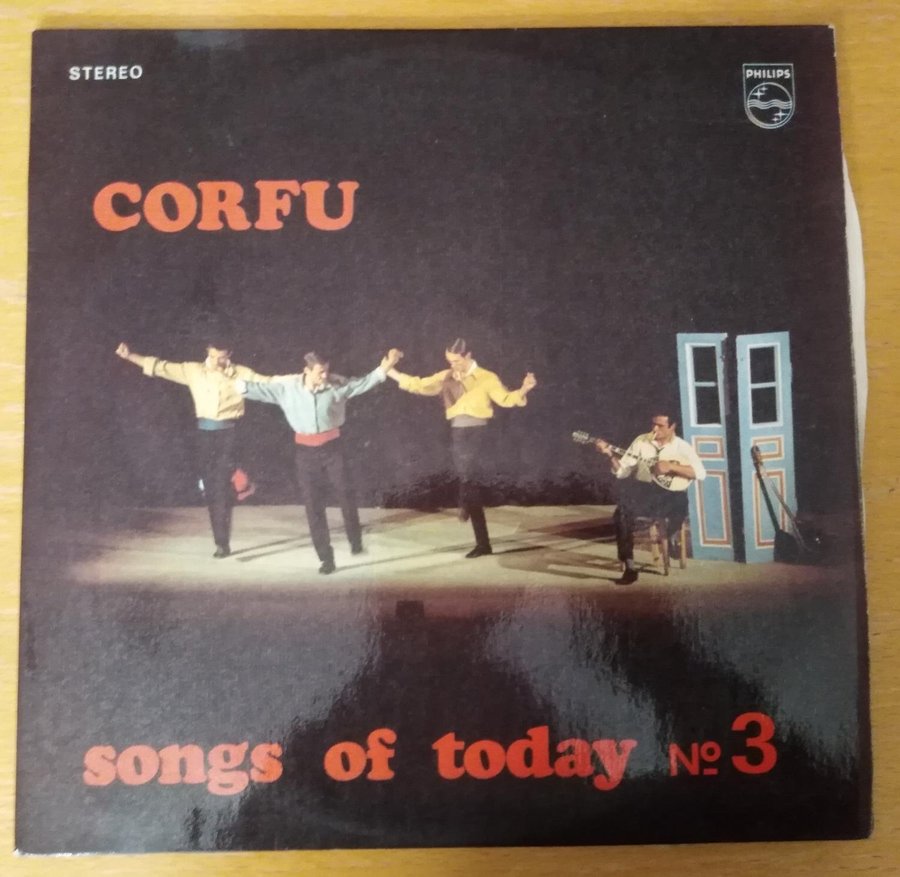 STEREO
PHILIPS
CORFU
songs of today Nº 3